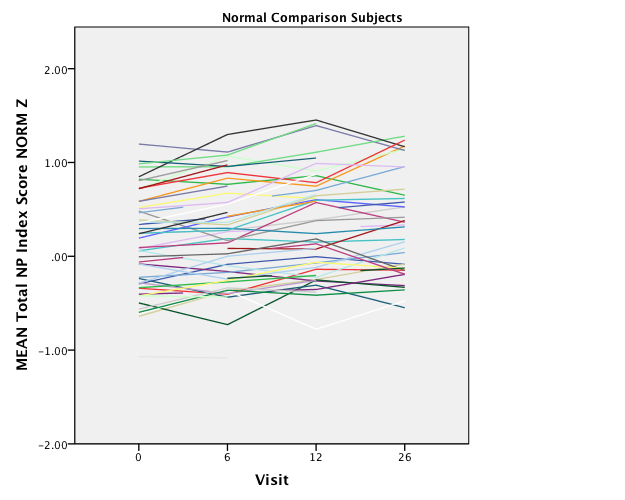 Normal Comparison Subjects
MEAN Total NP Index Score NORM Z
2.00
1.00
.00
-1.00
-2.00
0 6 12 26
Visit